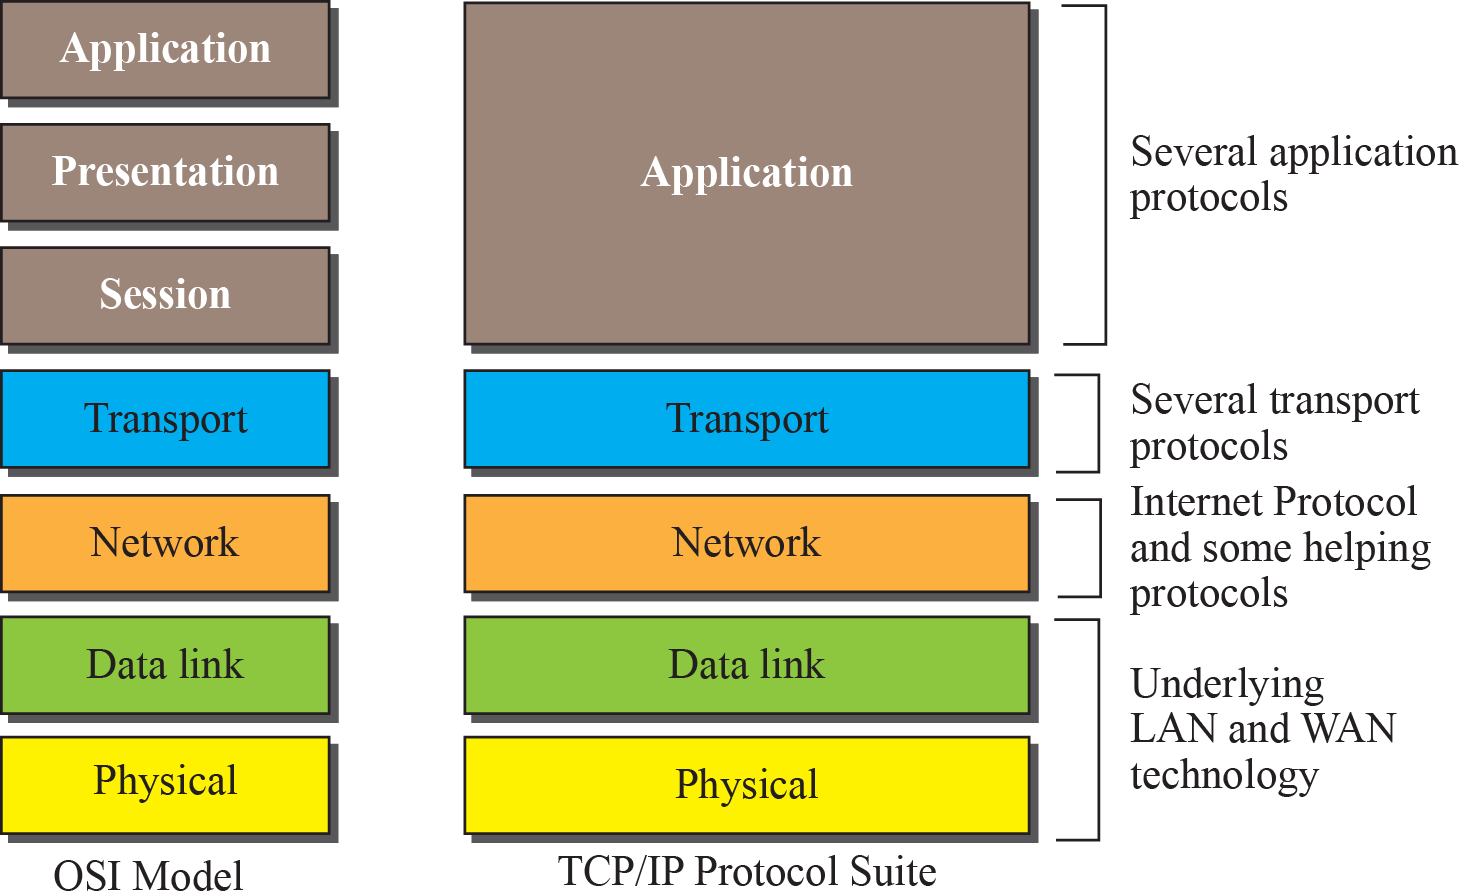 Application
Presentation
Session
Transport
Network
Data link
Physical
OSI Model
Application
Transport
Network
Data link
Physical
TCP/IP Protocol Suite
Several application
protocols
Several transport
protocols
Internet Protocol
and some helping
protocols
Underlying
LAN and WAN
technology